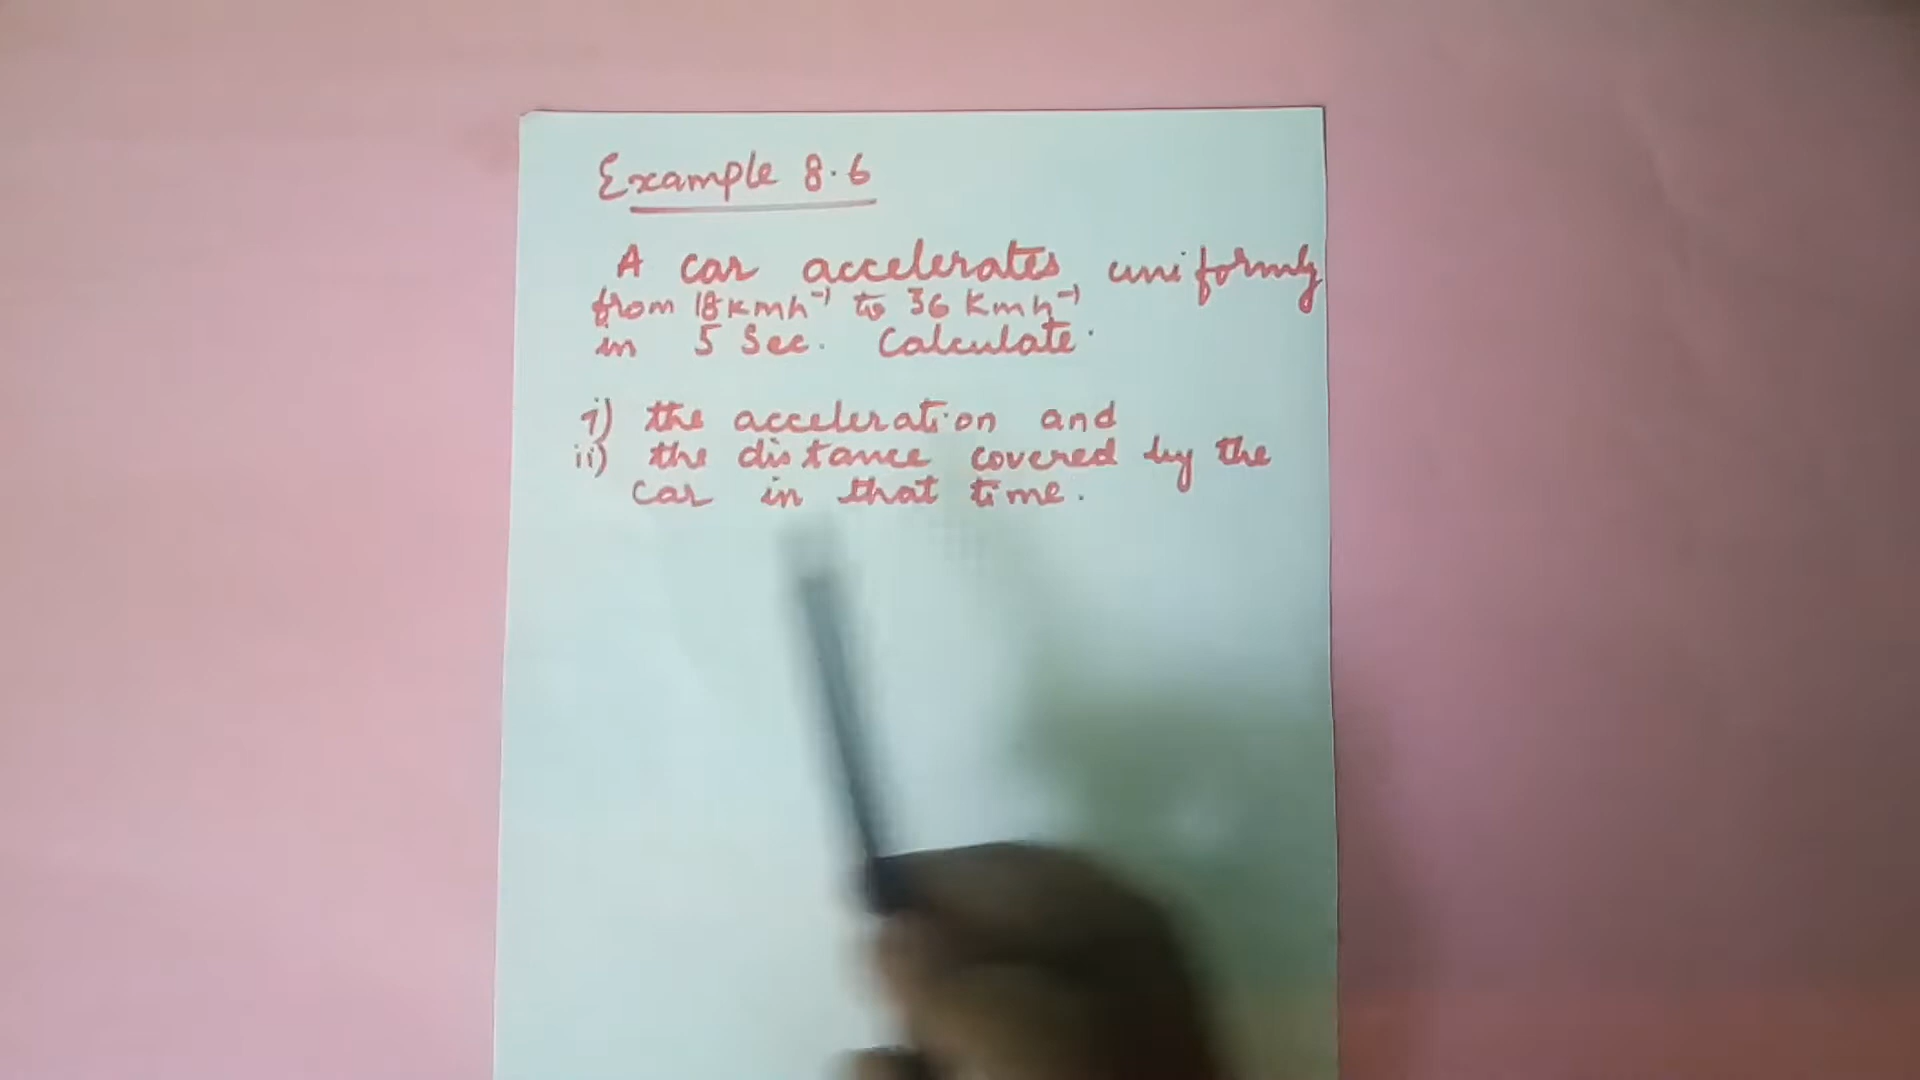 Example 8.6
A car accelerates uniformly
from 18 kmh⁻¹ to 36 Kmh⁻¹
in 5 Sec. Calculate.
i) the acceleration and
ii) the distance covered by the
car in that time.